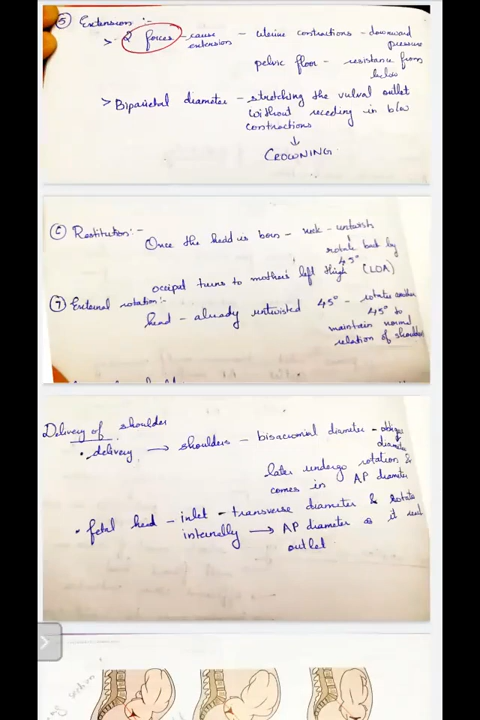 ⑤ Extension :-
> 2 forces - cause extension - uterine contractions - downward pressure
pelvic floor - resistance from below
> Biparietal diameter - stretching the vulval outlet
without receding in b/w
contractions
↓
CROWNING
⑥ Restitution:-
Once the head is born - neck - untwists
↓
rotate back by
45°
occiput turns to mother's left thigh (LOA)
⑦ External rotation:-
head - already untwisted 45° - rotates another
45° to
maintain normal
relation of shoulder
Delivery of shoulder
• delivery → shoulders - bisacromial diameter - oblique
diameter
later undergo rotation &
comes in AP diameter
• fetal head - inlet - transverse diameter & rotate
internally → AP diameter as it
outlet